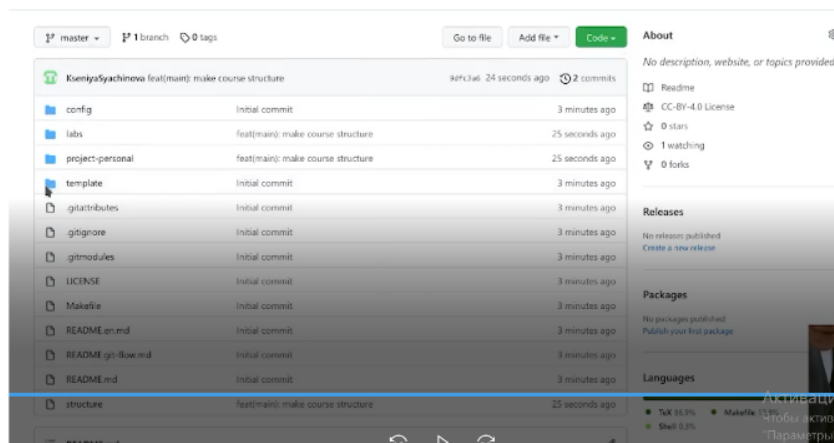 master 1 branch 0 tags Go to file Add file Code
KseniyaSyachinova feat(main): make course structure 24 seconds ago 2 commits
config Initial commit 3 minutes ago
labs feat(main): make course structure 25 seconds ago
project-personal feat(main): make course structure 25 seconds ago
template Initial commit 3 minutes ago
.gitattributes Initial commit 3 minutes ago
.gitignore Initial commit 3 minutes ago
.gitmodules Initial commit 3 minutes ago
LICENSE Initial commit 3 minutes ago
Makefile Initial commit 3 minutes ago
README.en.md Initial commit 3 minutes ago
README.git-flow.md Initial commit 3 minutes ago
README.md Initial commit 3 minutes ago
structure feat(main): make course structure 25 seconds ago
About
No description, website, or topics provided
Readme
CC-BY-4.0 License
0 stars
1 watching
0 forks
Releases
No releases published
Create a new release
Packages
No packages published
Publish your first package
Languages
TeX Makefile
Shell
Активаци
Чтобы актив
"Параметры